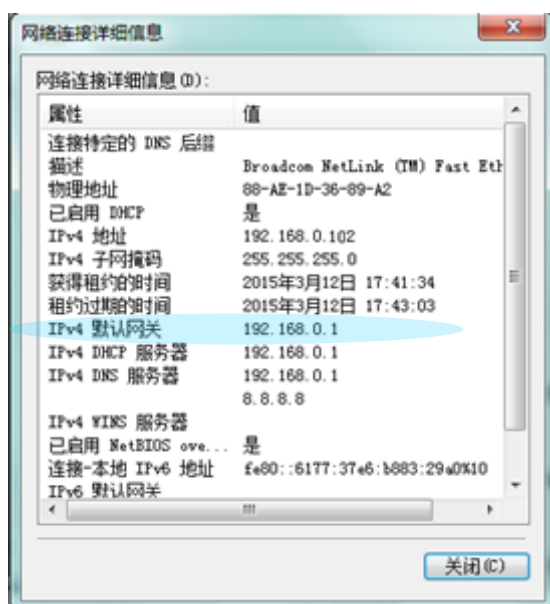 网络连接详细信息
网络连接详细信息(D):
属性 值
连接特定的 DNS 后缀
描述 Broadcom NetLink (TM) Fast Eth
物理地址 88-AE-1D-36-89-A2
已启用 DHCP 是
IPv4 地址 192.168.0.102
IPv4 子网掩码 255.255.255.0
获得租约的时间 2015年3月12日 17:41:34
租约过期的时间 2015年3月12日 17:43:03
IPv4 默认网关 192.168.0.1
IPv4 DHCP 服务器 192.168.0.1
IPv4 DNS 服务器 192.168.0.1
8.8.8.8
IPv4 WINS 服务器
已启用 NetBIOS ove... 是
连接-本地 IPv6 地址 fe80::6177:37e6:b883:29a0%10
IPv6 默认网关
关闭(C)